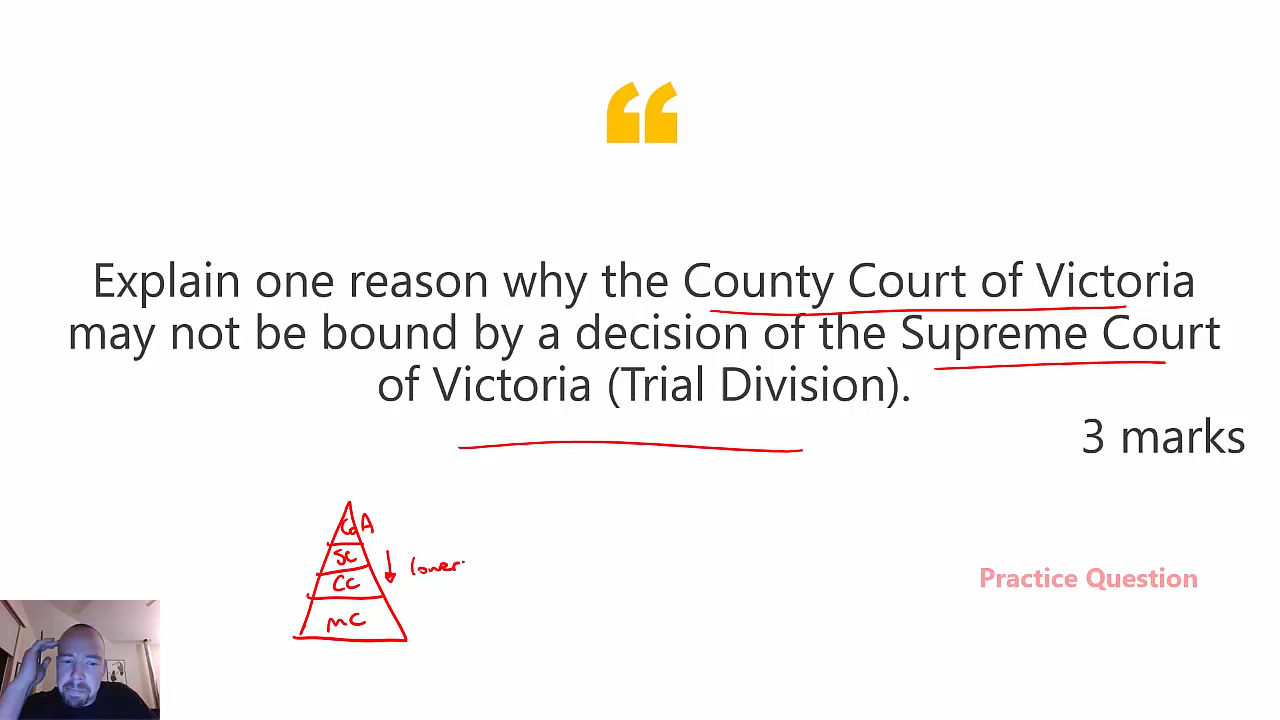 “
Explain one reason why the County Court of Victoria
may not be bound by a decision of the Supreme Court
of Victoria (Trial Division).
3 marks
CoA
SC
CC
MC
lower.
Practice Question